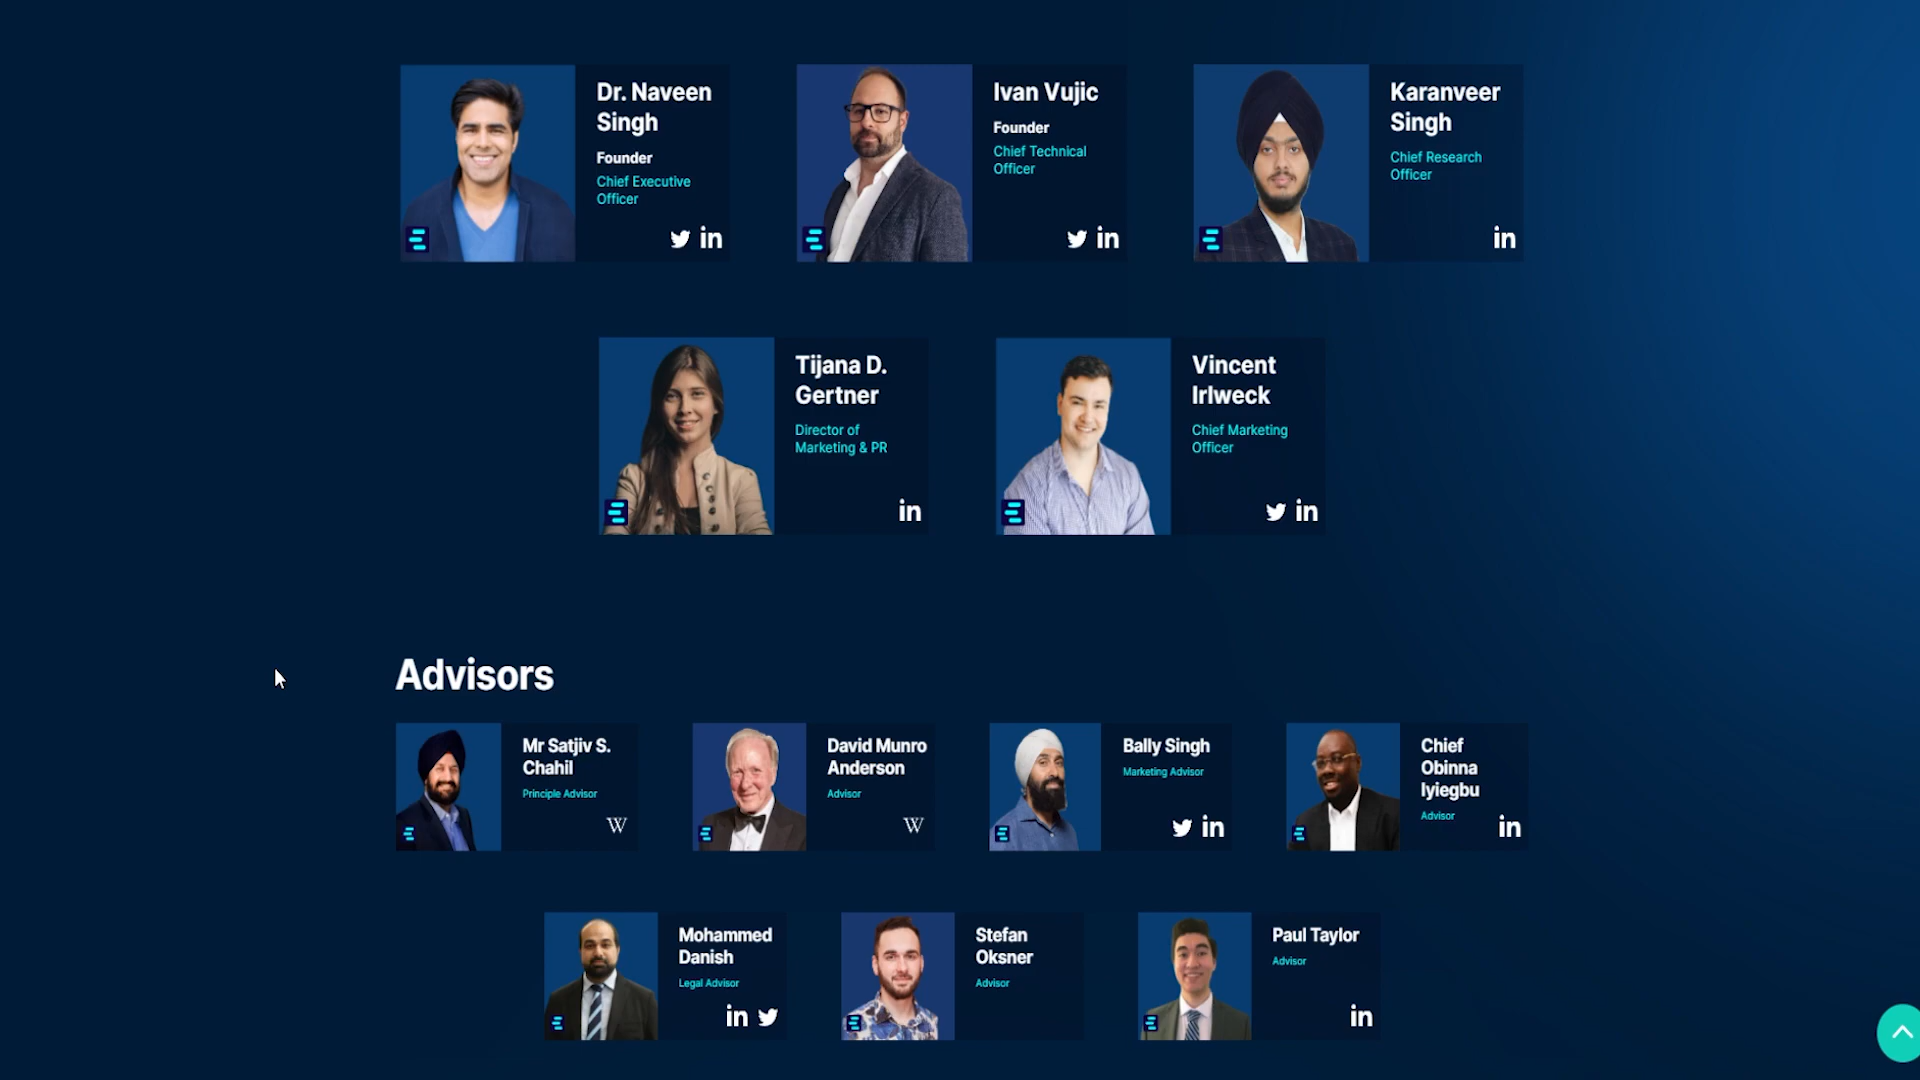 Dr. Naveen
Singh
Founder
Chief Executive
Officer
in
Ivan Vujic
Founder
Chief Technical
Officer
in
Karanveer
Singh
Chief Research
Officer
in
Tijana D.
Gertner
Director of
Marketing & PR
in
Vincent
Irlweck
Chief Marketing
Officer
in
Advisors
Mr Satjiv S.
Chahil
Principle Advisor
W
David Munro
Anderson
Advisor
W
Bally Singh
Marketing Advisor
in
Chief
Obinna
Iyiegbu
Advisor
in
Mohammed
Danish
Legal Advisor
in
Stefan
Oksner
Advisor
Paul Taylor
Advisor
in